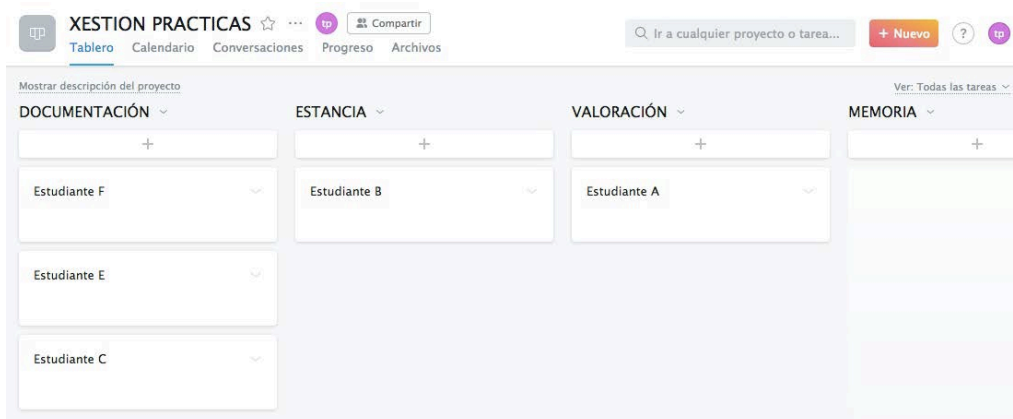 XESTION PRACTICAS ☆ ··· tp Compartir
Tablero Calendario Conversaciones Progreso Archivos
Ir a cualquier proyecto o tarea...
+ Nuevo ? tp
Mostrar descripción del proyecto
Ver: Todas las tareas
DOCUMENTACIÓN
+
Estudiante F
Estudiante E
Estudiante C
ESTANCIA
+
Estudiante B
VALORACIÓN
+
Estudiante A
MEMORIA
+